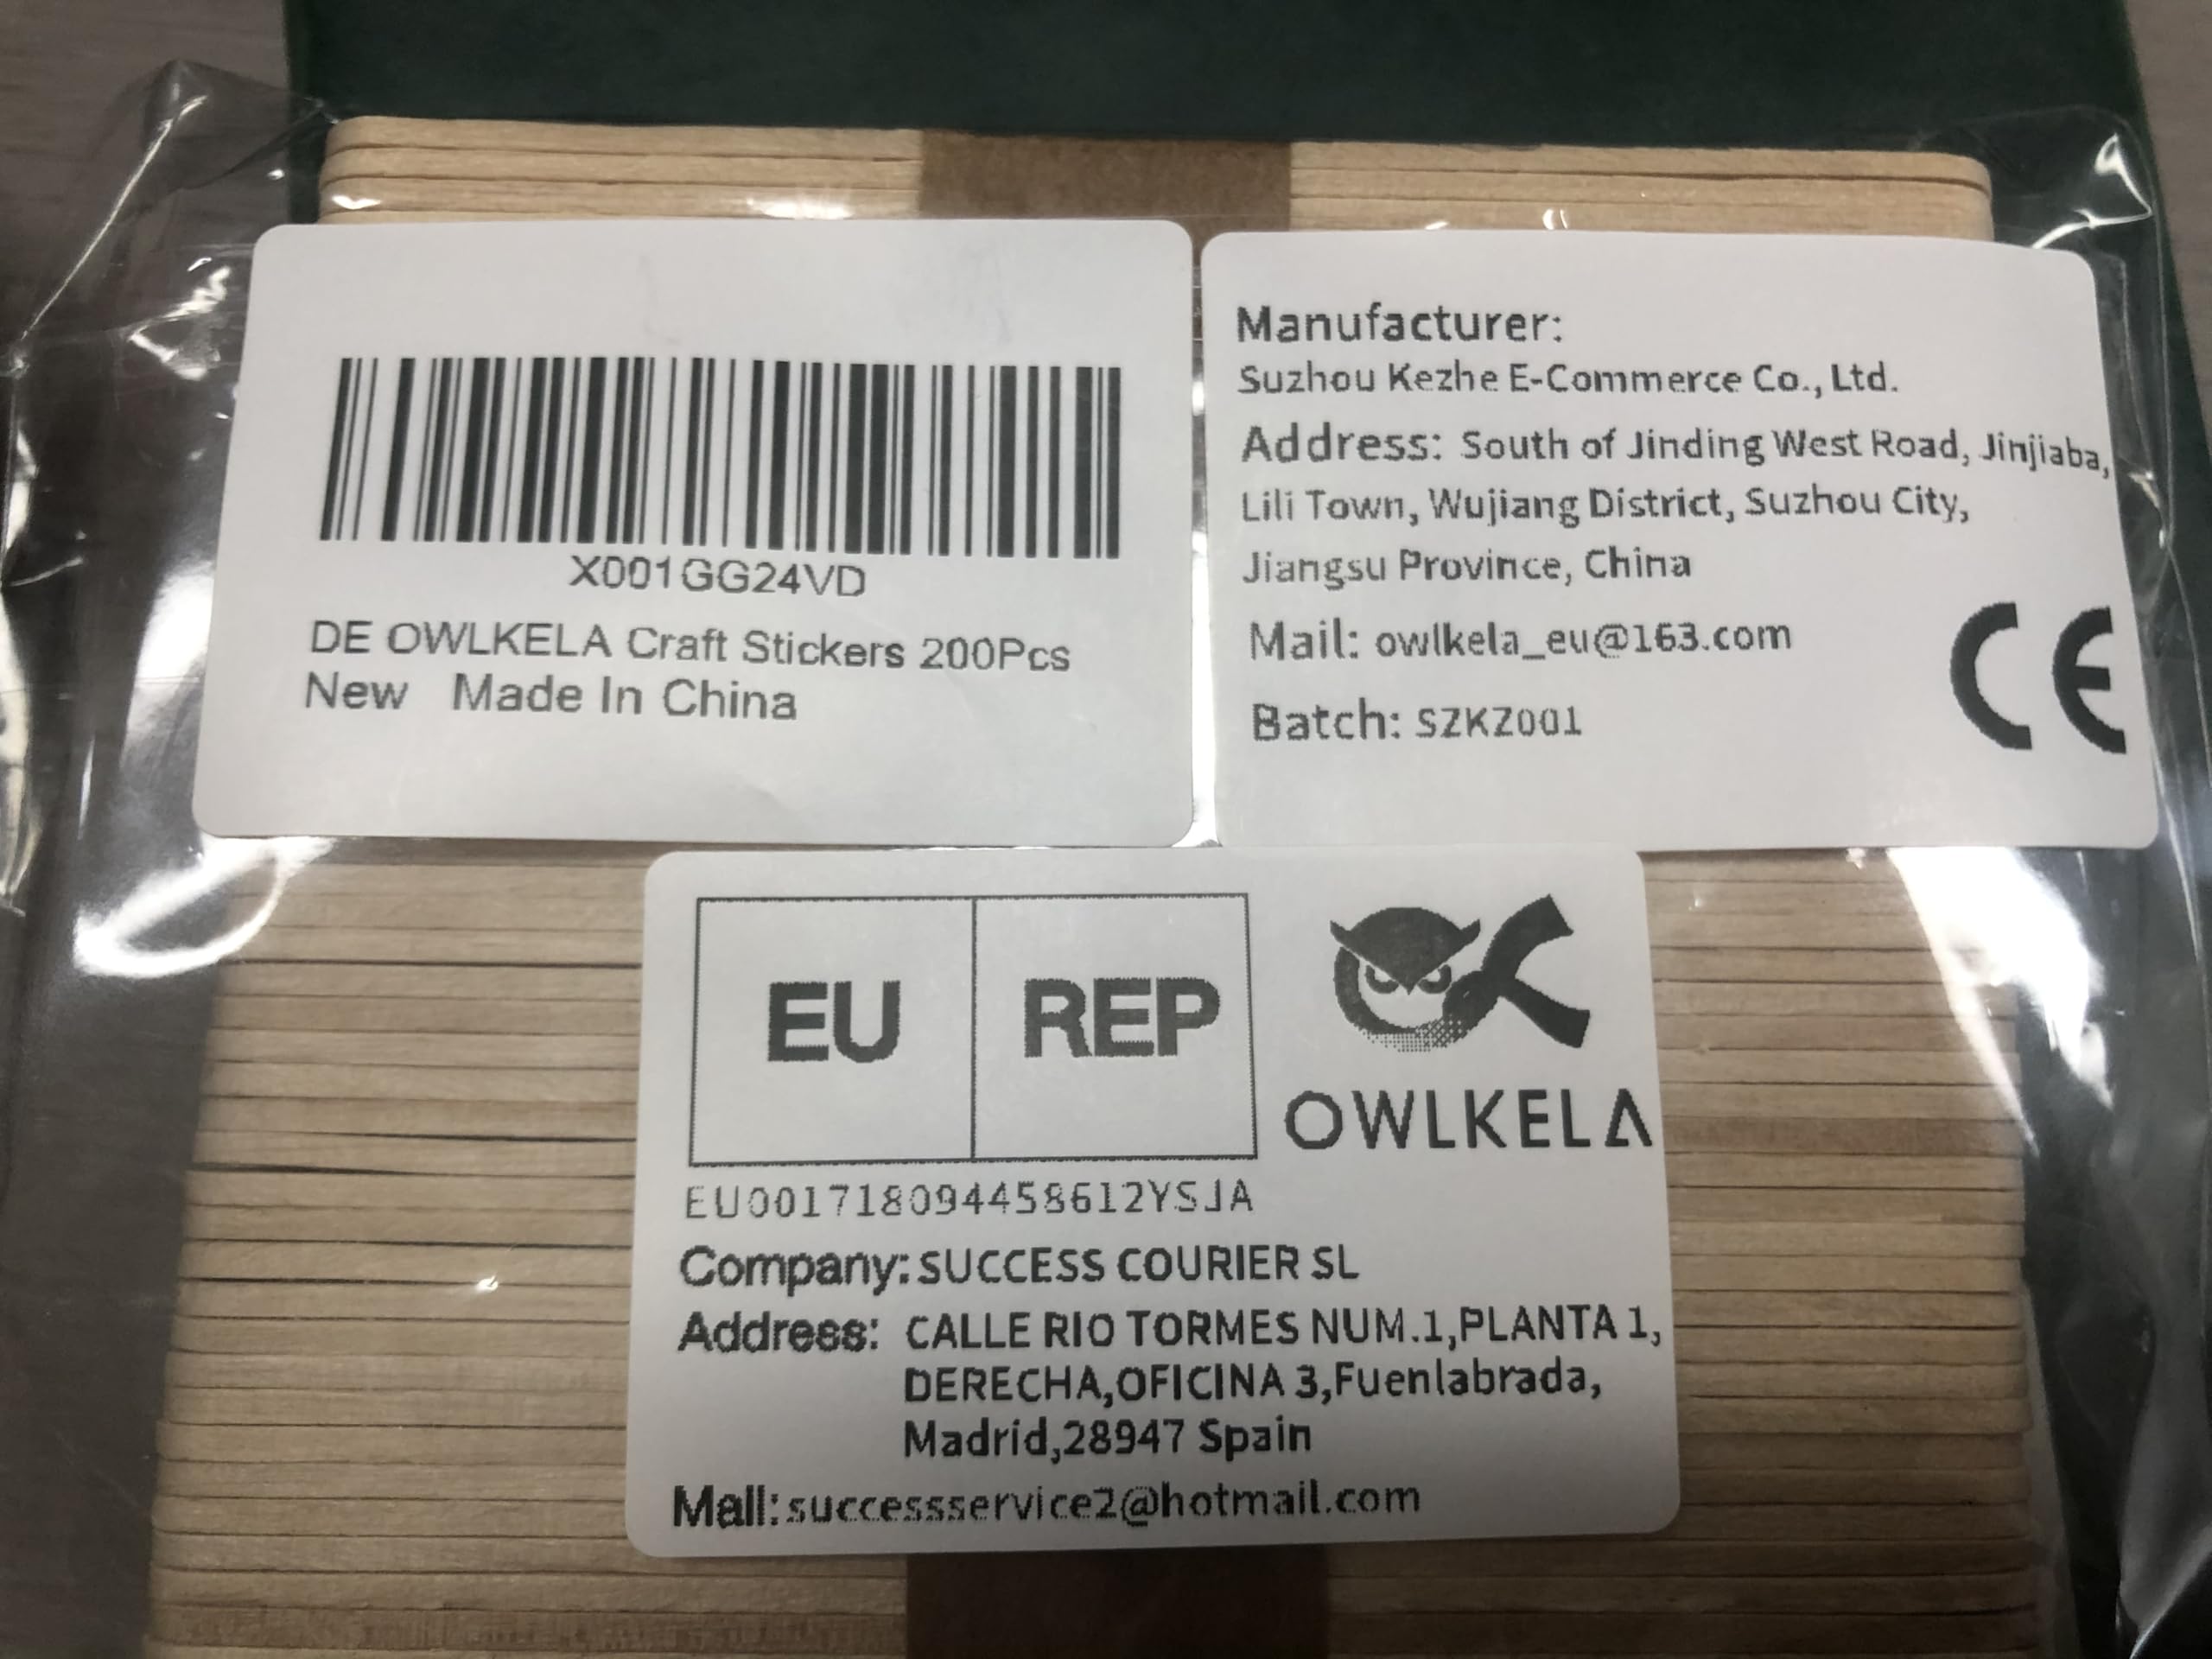 X001GG24VD
DE OWLKELA Craft Stickers 200Pcs
New Made In China
Manufacturer:
Suzhou Kezhe E-Commerce Co., Ltd.
Address: South of Jinding West Road, Jinjiaba,
Lili Town, Wujiang District, Suzhou City,
Jiangsu Province, China
Mail: owlkela_eu@163.com
Batch: SZKZ001
CE
EU REP
OWLKELA
EU001718094458612YSJA
Company: SUCCESS COURIER SL
Address: CALLE RIO TORMES NUM.1,PLANTA 1,
DERECHA,OFICINA 3,Fuenlabrada,
Madrid,28947 Spain
Mail: successservice2@hotmail.com